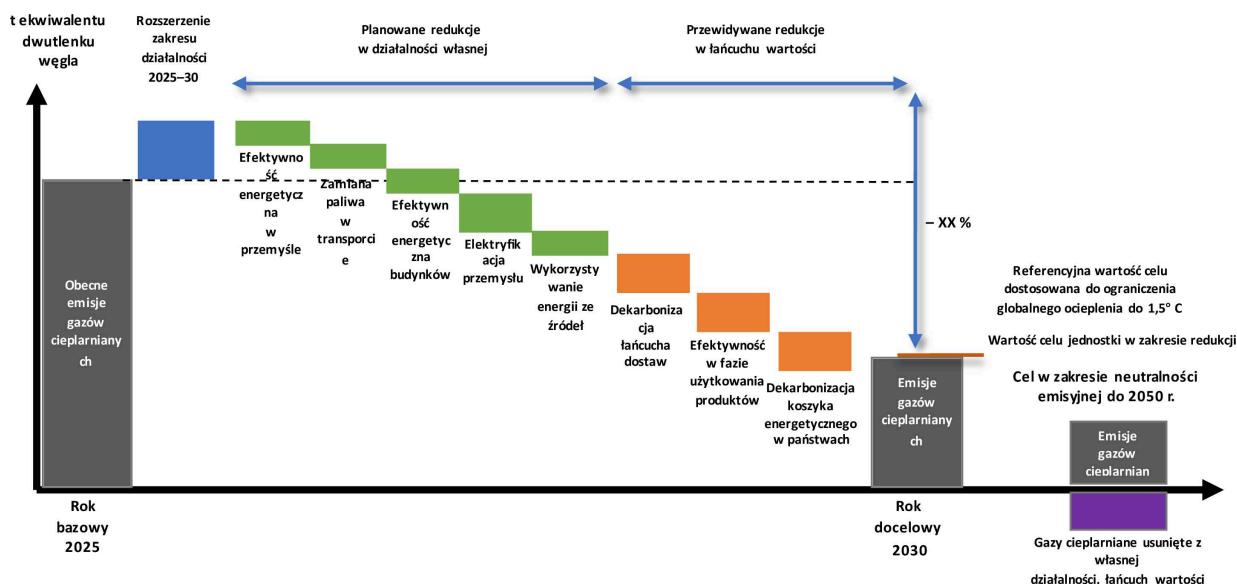 t ekwiwalentu
dwutlenku
węgla
Rozszerzenie
zakresu
działalności
2025–30
Planowane redukcje
w działalności własnej
Przewidywane redukcje
w łańcuchu wartości
Efektywno
ść
energetycz
na
w
przemyśle
Zamiana
paliwa
w
transporci
e
Efektywn
ość
energetyc
zna
budynków
Elektryfik
acja
przemysłu
Wykorzysty
wanie
energii ze
źródeł
Dekarboniza
cja
łańcucha
dostaw
Efektywność
w fazie
użytkowania
produktów
Dekarbonizacja
koszyka
energetycznego
w państwach
– XX %
Referencyjna wartość celu
dostosowana do ograniczenia
globalnego ocieplenia do 1,5° C
Wartość celu jednostki w zakresie redukcji
Cel w zakresie neutralności
emisyjnej do 2050 r.
Obecne
emisje
gazów
cieplarniany
ch
Emisje
gazów
cieplarniany
ch
Emisje
gazów
cieplarnian
Rok
bazowy
2025
Rok
docelowy
2030
Gazy cieplarniane usunięte z
własnej
działalności, łańcuch wartości